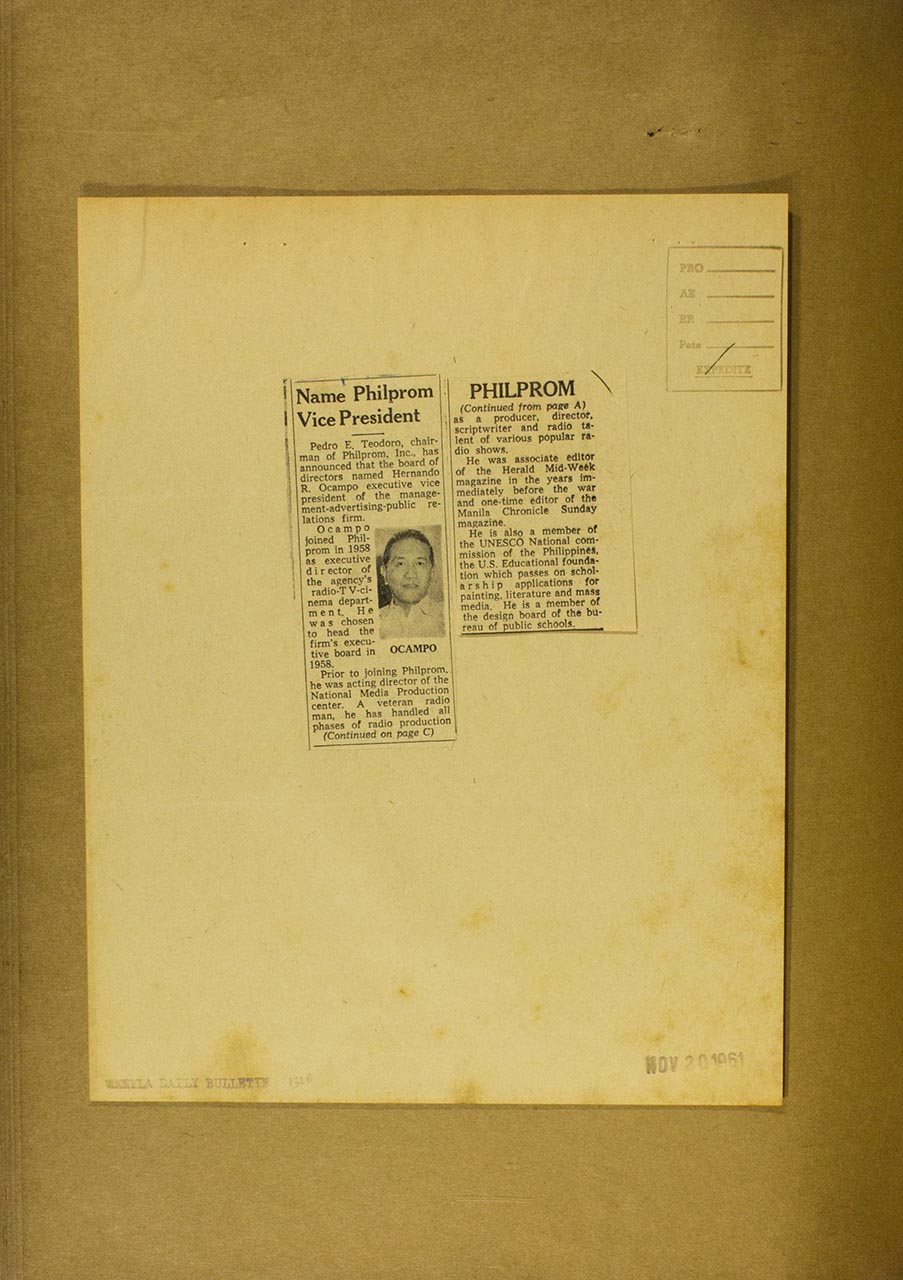 PRO
AE
BR
Pete
EXPEDITE
Name Philprom
Vice President
Pedro E. Teodoro, chair-
man of Philprom, Inc., has
announced that the board of
directors named Hernando
R. Ocampo executive vice
president of the manage-
ment-advertising-public re-
lations firm.
Ocampo
joined Phil-
prom in 1958
as executive
director of
the agency's
radio-TV-ci-
nema depart-
ment. He
was chosen
to head the
firm's execu-
tive board in
1958.
OCAMPO
Prior to joining Philprom,
he was acting director of the
National Media Production
center. A veteran radio
man, he has handled all
phases of radio production
(Continued on page C)
PHILPROM
(Continued from page A)
as a producer, director,
scriptwriter and radio ta-
lent of various popular ra-
dio shows.
He was associate editor
of the Herald Mid-Week
magazine in the years im-
mediately before the war
and one-time editor of the
Manila Chronicle Sunday
magazine.
He is also a member of
the UNESCO National com-
mission of the Philippines,
the U.S. Educational founda-
tion which passes on schol-
arship applications for
painting, literature and mass
media. He is a member of
the design board of the bu-
reau of public schools.
MANILA DAILY BULLETIN
NOV 20 1961